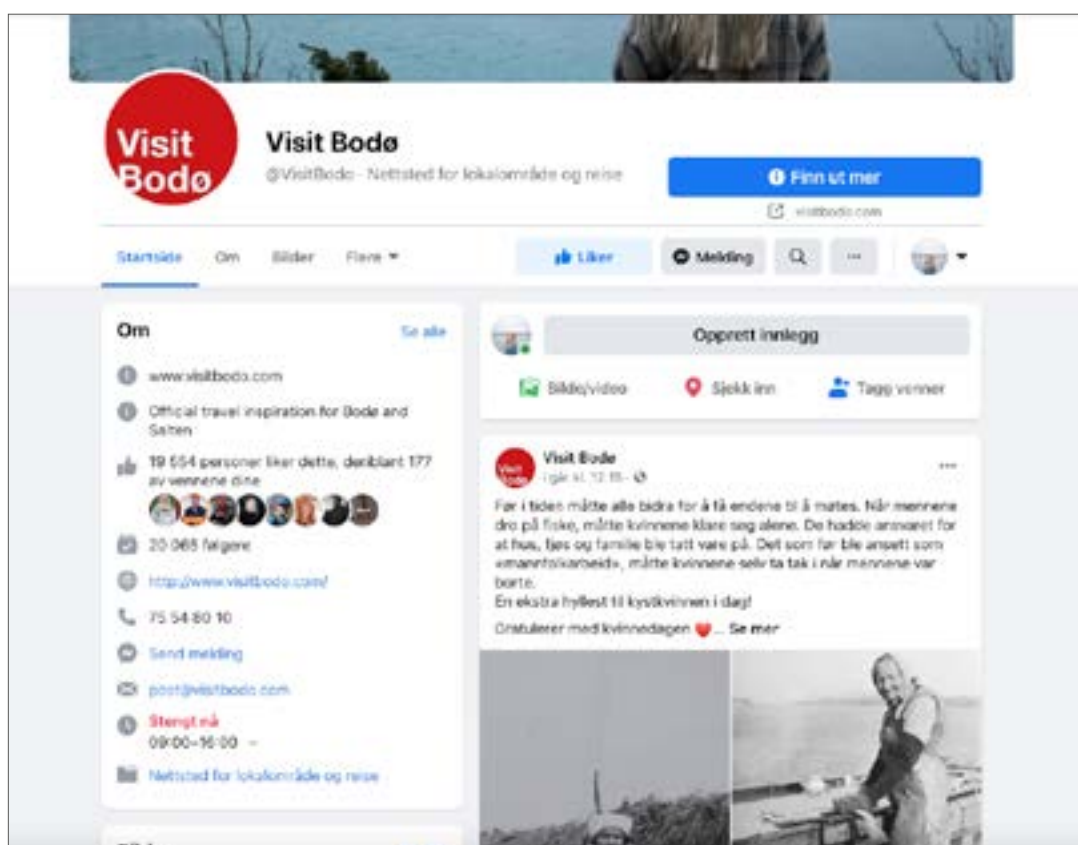 Visit
Bodø
Visit Bodø
@VisitBodo · Nettsted for lokalområde og reise
Finn ut mer
visitbodo.com
Startside
Om
Bilder
Flere
Liker
Melding
Om
Se alle
www.visitbodo.com
Official travel inspiration for Bodø and
Salten
19 554 personer liker dette, deriblant 177
av vennene dine
20 065 følgere
http://www.visitbodo.com/
75 54 80 10
Send melding
post@visitbodo.com
Stengt nå
09:00–16:00
Nettsted for lokalområde og reise
Opprett innlegg
Bilde/video
Sjekk inn
Tagg venner
Visit
Bodø
Visit Bodø
i går kl. 12:15 ·
Før i tiden måtte alle bidra for å få endene til å møtes. Når mennene
dro på fiske, måtte kvinnene klare seg alene. De hadde ansvaret for
at hus, fjøs og familie ble tatt vare på. Det som før ble ansett som
«mannfolkarbeid», måtte kvinnene selv ta tak i når mennene var
borte.
En ekstra hyllest til kystkvinnen i dag!
Gratulerer med kvinnedagen ❤️ ... Se mer